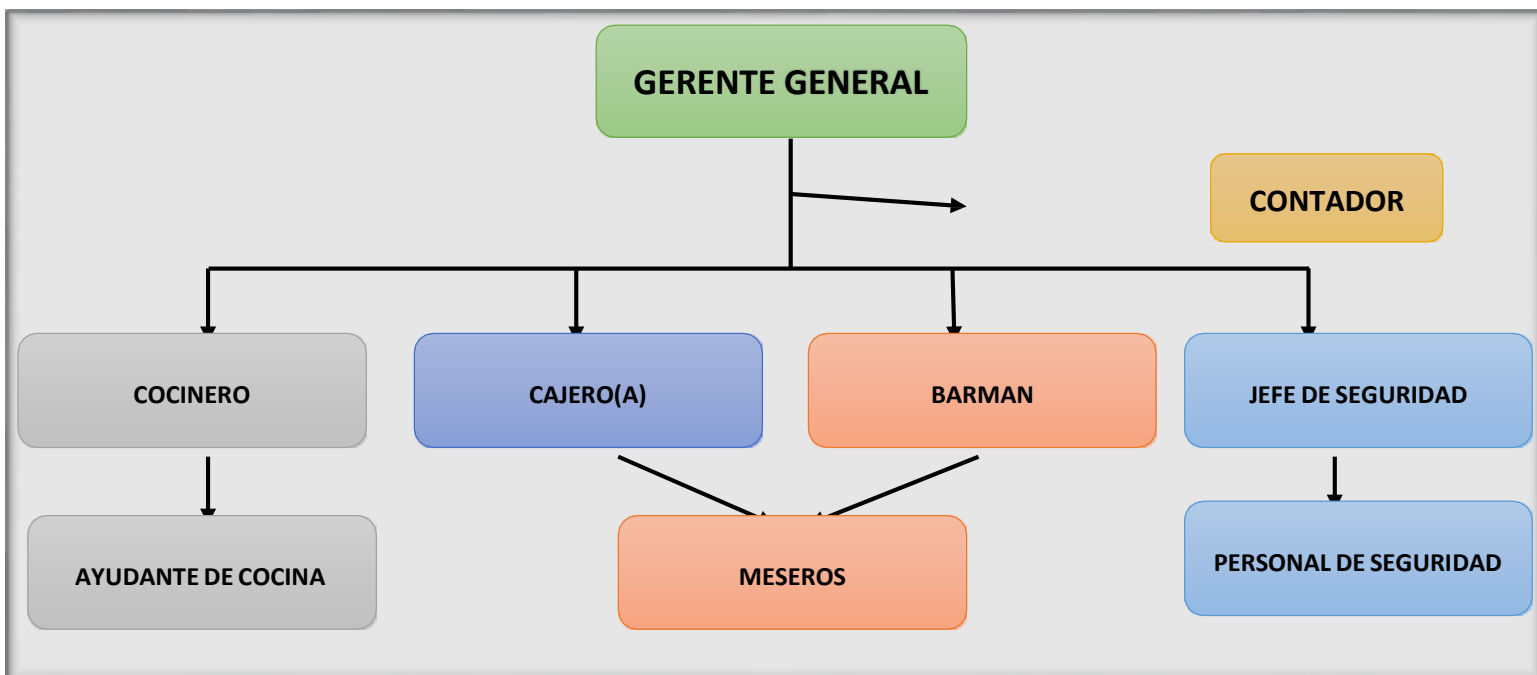 GERENTE GENERAL
CONTADOR
COCINERO
CAJERO(A)
BARMAN
JEFE DE SEGURIDAD
AYUDANTE DE COCINA
MESEROS
PERSONAL DE SEGURIDAD